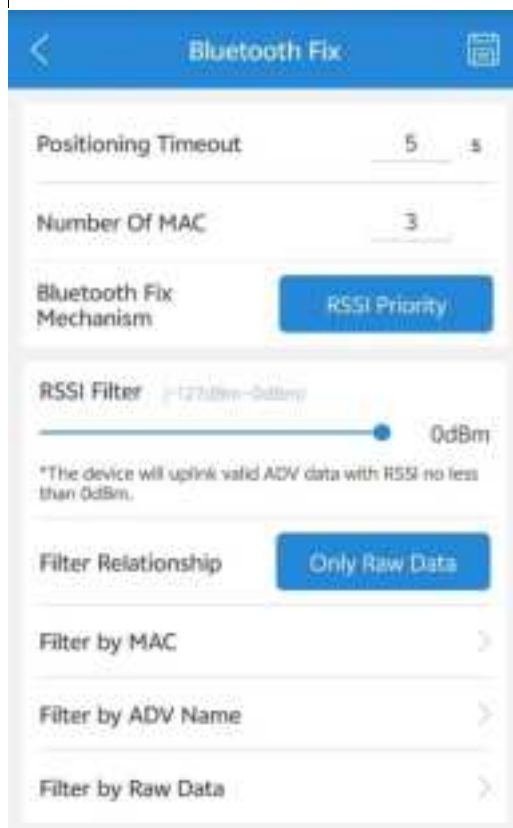 Bluetooth Fix
Positioning Timeout 5 s
Number Of MAC 3
Bluetooth Fix
Mechanism
RSSI Priority
RSSI Filter (-127dBm~0dBm)
0dBm
*The device will uplink valid ADV data with RSSI no less
than 0dBm.
Filter Relationship Only Raw Data
Filter by MAC
Filter by ADV Name
Filter by Raw Data